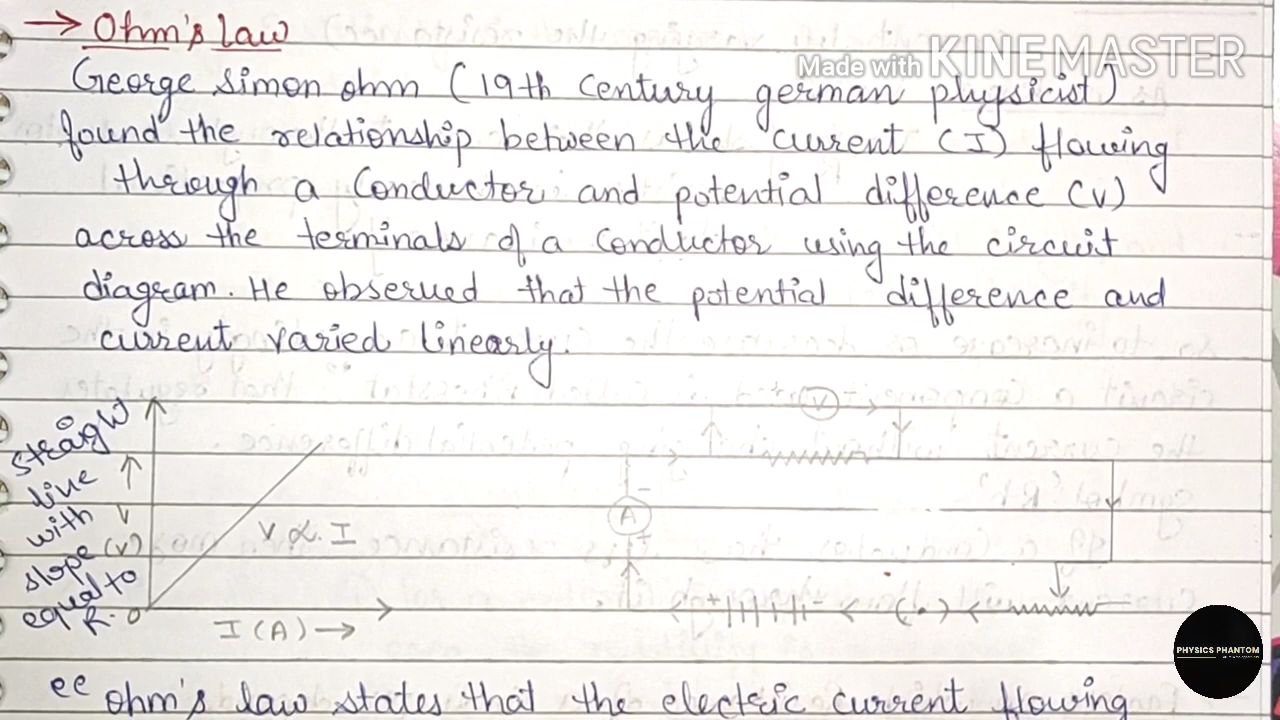 → Ohm's law
Made with KINEMASTER
George Simon ohm (19th Century german physicist)
found the relationship between the current (I) flowing
through a conductor and potential difference (V)
across the terminals of a conductor using the circuit
diagram. He observed that the potential difference and
current varied linearly.
straight
line
with
slope
equal to
R.
V
(V)
V ∝ I
O
I (A) →
V
A
+
-
+
-
(.)
PHYSICS PHANTOM
" ohm's law states that the electric current flowing